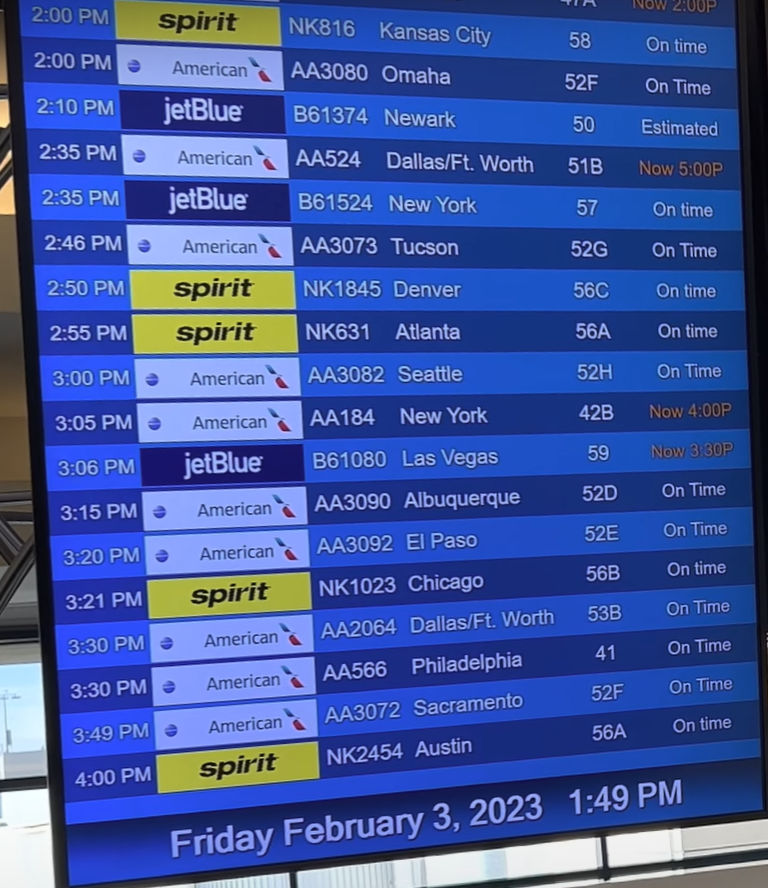 47A Now 2:00P
2:00 PM spirit NK816 Kansas City 58 On time
2:00 PM American AA3080 Omaha 52F On Time
2:10 PM jetBlue B61374 Newark 50 Estimated
2:35 PM American AA524 Dallas/Ft. Worth 51B Now 5:00P
2:35 PM jetBlue B61524 New York 57 On time
2:46 PM American AA3073 Tucson 52G On Time
2:50 PM spirit NK1845 Denver 56C On time
2:55 PM spirit NK631 Atlanta 56A On time
3:00 PM American AA3082 Seattle 52H On Time
3:05 PM American AA184 New York 42B Now 4:00P
3:06 PM jetBlue B61080 Las Vegas 59 Now 3:30P
3:15 PM American AA3090 Albuquerque 52D On Time
3:20 PM American AA3092 El Paso 52E On Time
3:21 PM spirit NK1023 Chicago 56B On time
3:30 PM American AA2064 Dallas/Ft. Worth 53B On Time
3:30 PM American AA566 Philadelphia 41 On Time
3:49 PM American AA3072 Sacramento 52F On Time
4:00 PM spirit NK2454 Austin 56A On time
Friday February 3, 2023 1:49 PM